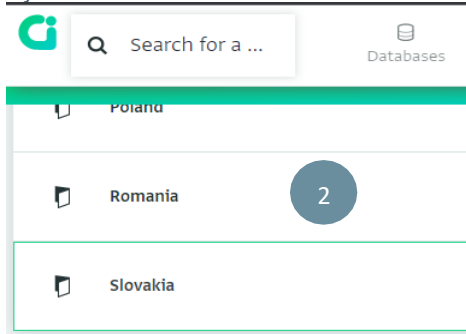 Search for a ...
Databases
Poland
Romania
2
Slovakia